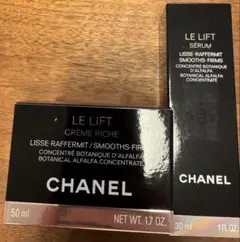 LE LIFT
CRÈME RICHE
LISSE-RAFFERMIT / SMOOTHS-FIRMS
CONCENTRÉ BOTANIQUE D'ALFALFA
BOTANICAL ALFALFA CONCENTRATE
CHANEL
50 ml NET WT. 1.7 OZ.
LE LIFT
SÉRUM
LISSE-RAFFERMIT
SMOOTHS-FIRMS
CONCENTRÉ BOTANIQUE
D'ALFALFA
BOTANICAL ALFALFA
CONCENTRATE
CHANEL
30 ml 1 FL. OZ.